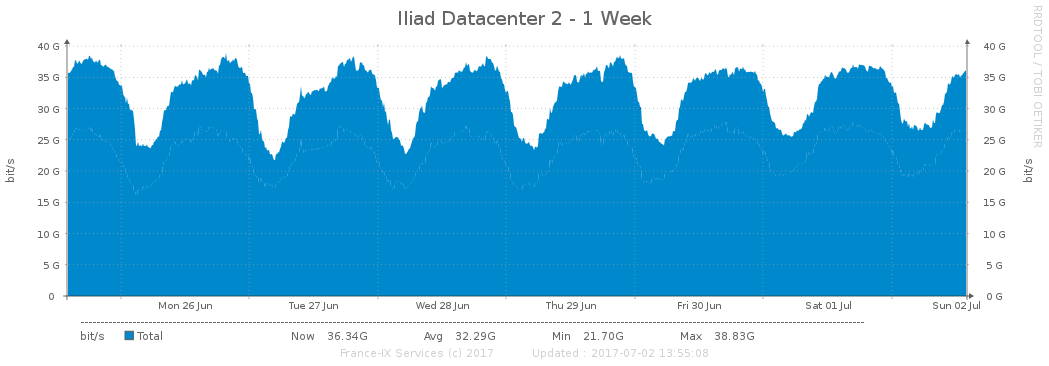 Iliad Datacenter 2 - 1 Week
RRDTOOL / TOBI OETIKER
40 G 40 G
35 G 35 G
30 G 30 G
25 G 25 G
20 G 20 G
15 G 15 G
10 G 10 G
5 G 5 G
0 0 G
bit/s bit/s
Mon 26 Jun Tue 27 Jun Wed 28 Jun Thu 29 Jun Fri 30 Jun Sat 01 Jul Sun 02 Jul
bit/s Total Now 36.34G Avg 32.29G Min 21.70G Max 38.83G
France-IX Services (c) 2017 Updated : 2017-07-02 13:55:08